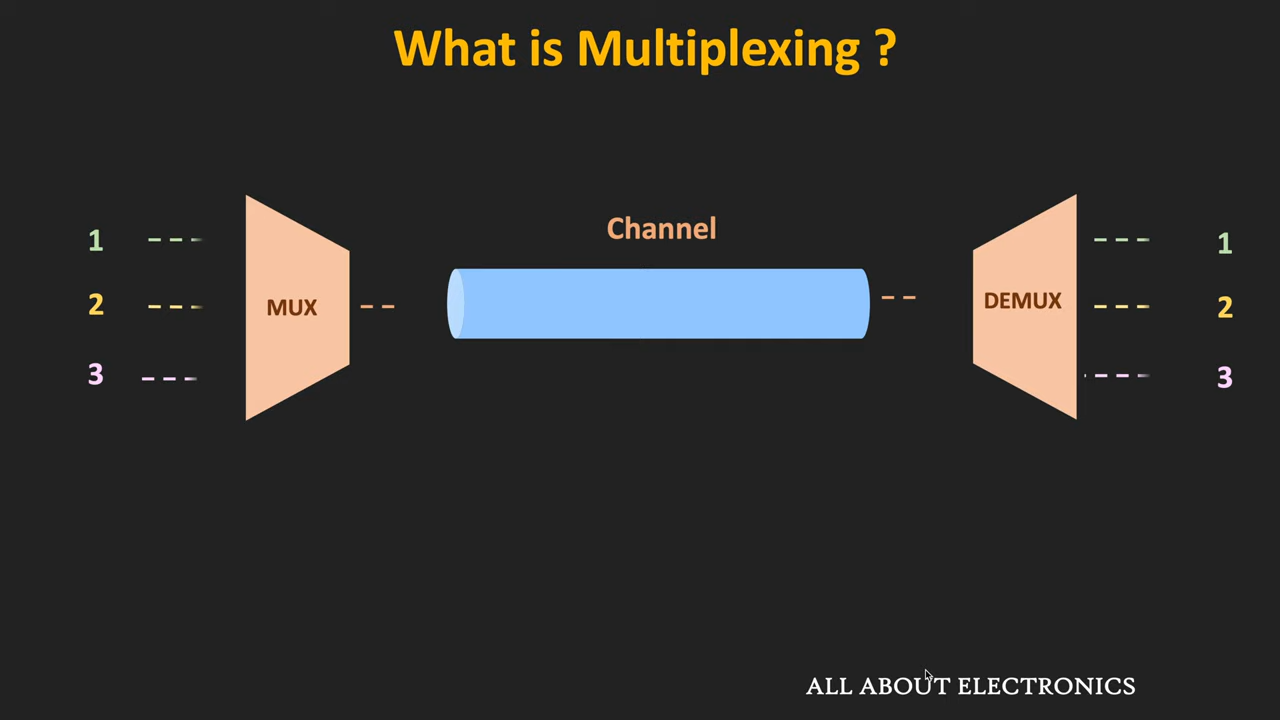 What is Multiplexing ?
Channel
1
1
2
MUX
DEMUX
2
3
3
ALL ABOUT ELECTRONICS